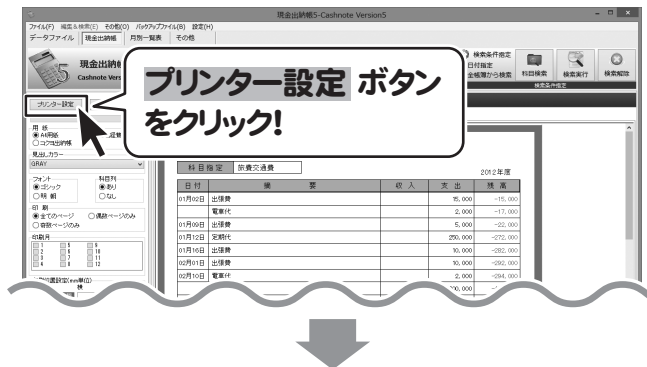 現金出納帳5-Cashnote Version5
ファイル(F) 編集&検索(E) その他(O) バックアップファイル(B) 設定(H)
データファイル 現金出納帳 月別一覧表 その他
現金出納帳
Cashnote Vers
検索条件指定
日付指定
全帳簿から検索
科目検索 検索実行 検索解除
検索条件指定
プリンター設定 ボタン
をクリック!
プリンター設定
用 紙
A4用紙
コクヨ出納帳
見出しカラー
GRAY
フォント 科目列
ゴシック あり
明 朝 なし
印 刷
全てのページ 偶数ページのみ
奇数ページのみ
印刷月
1 5 9
2 6 10
3 7 11
4 8 12
位置設定(mm単位)
横
科目指定 旅費交通費
2012年度
日 付 摘 要 収 入 支 出 残 高
01月02日 出張費 15,000 -15,000
電車代 2,000 -17,000
01月09日 出張費 5,000 -22,000
01月12日 定期代 250,000 -272,000
01月16日 出張費 10,000 -282,000
02月01日 出張費 10,000 -292,000
02月10日 電車代 2,000 -294,000